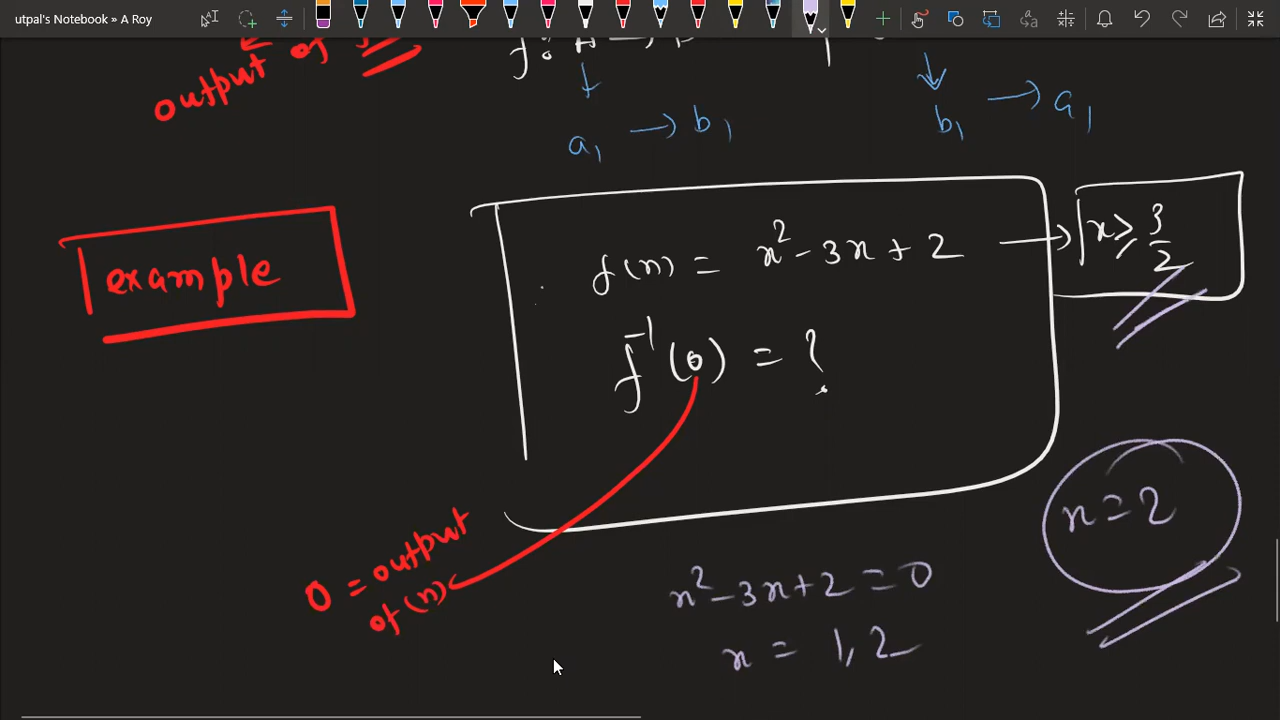 utpal's Notebook » A Roy
output of
a₁ → b₁
b₁ → a₁
example
f(x) = x² - 3x + 2 → x ≥ 3/2
f⁻¹(0) = ?
0 = output
of (x)
x = 2
x² - 3x + 2 = 0
x = 1, 2